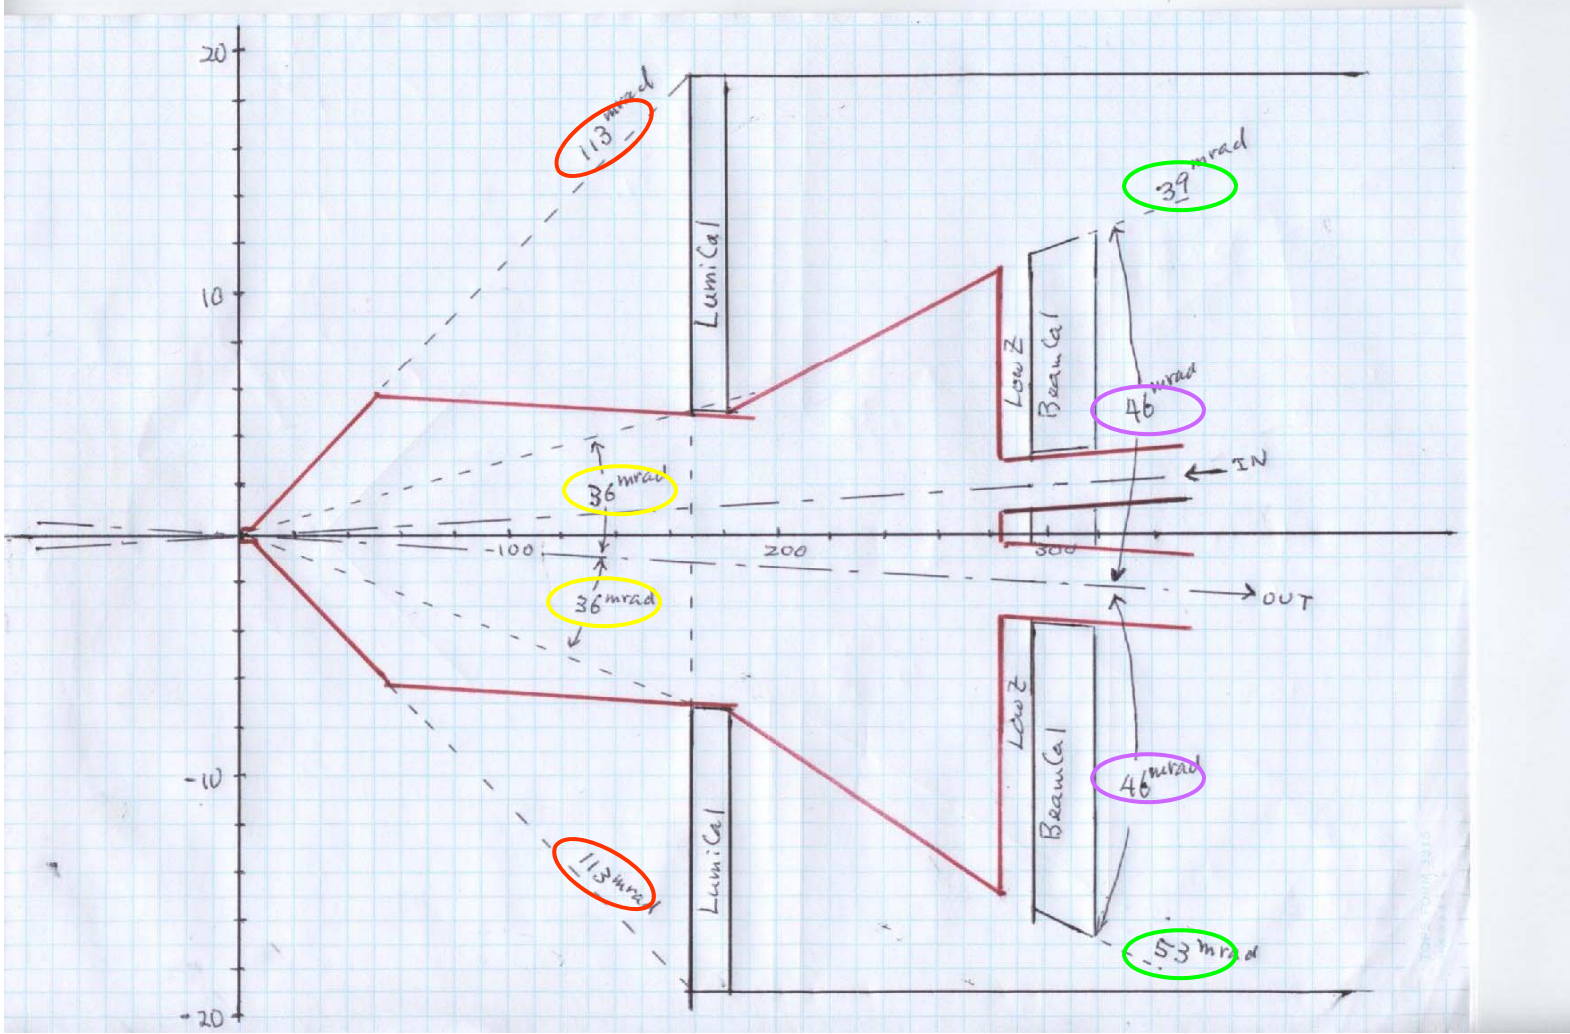 20
113 mrad
39 mrad
LumiCal
10
Low Z
BeamCal
46 mrad
36 mrad
IN
-100
200
300
36 mrad
OUT
Low Z
-10
BeamCal
46 mrad
LumiCal
113 mrad
53 mrad
-20